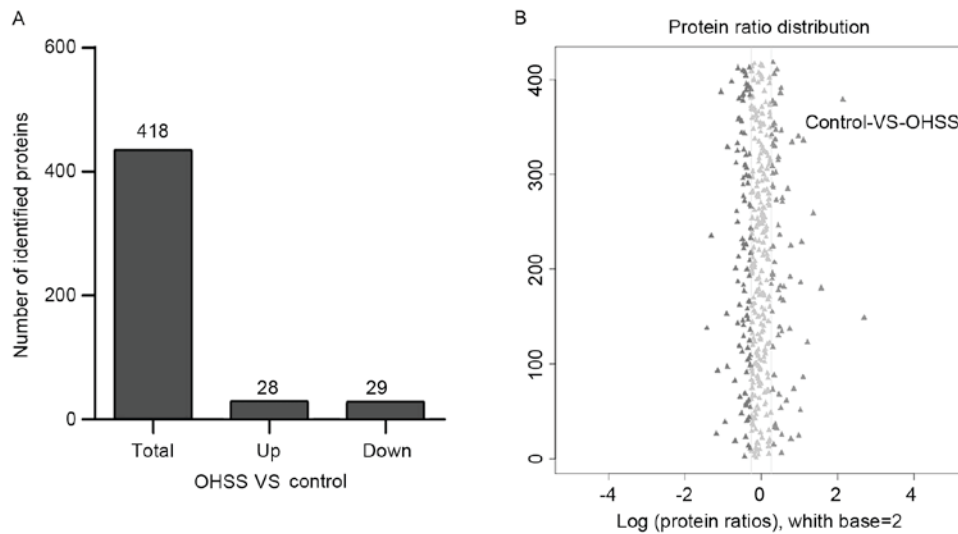 A
Number of identified proteins
600
400
200
0
418
28
29
Total Up Down
OHSS VS control
B
Protein ratio distribution
Control-VS-OHSS
400
300
200
100
0
-4 -2 0 2 4
Log (protein ratios), whith base=2